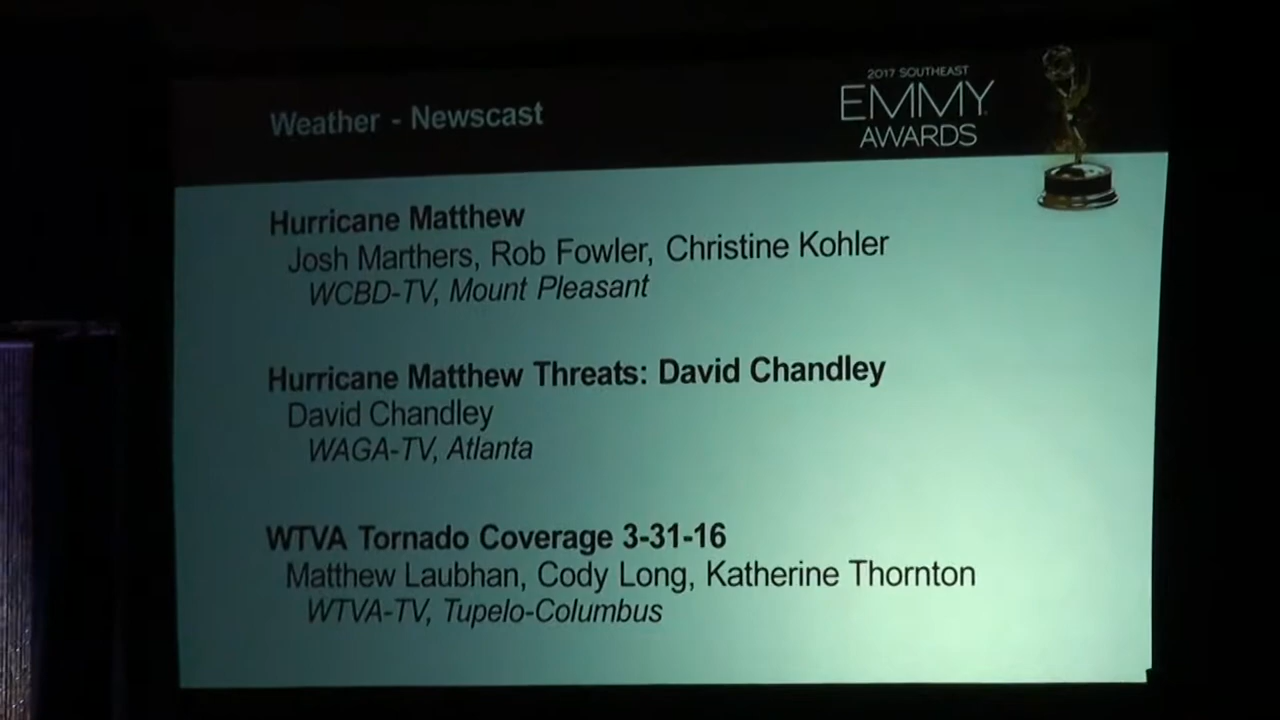 2017 SOUTHEAST
EMMY
AWARDS
Weather - Newscast
Hurricane Matthew
Josh Marthers, Rob Fowler, Christine Kohler
WCBD-TV, Mount Pleasant
Hurricane Matthew Threats: David Chandley
David Chandley
WAGA-TV, Atlanta
WTVA Tornado Coverage 3-31-16
Matthew Laubhan, Cody Long, Katherine Thornton
WTVA-TV, Tupelo-Columbus